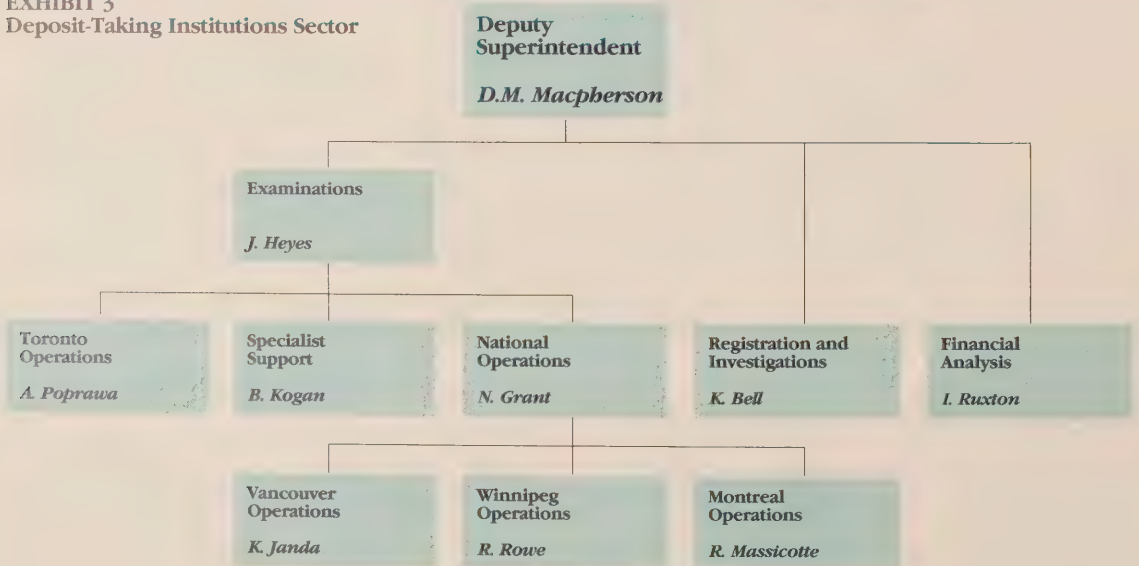 EXHIBIT 3
Deposit-Taking Institutions Sector
Deputy
Superintendent
D.M. Macpherson
Examinations
J. Heyes
Toronto
Operations
A. Poprawa
Specialist
Support
B. Kogan
National
Operations
N. Grant
Registration and
Investigations
K. Bell
Financial
Analysis
I. Ruxton
Vancouver
Operations
K. Janda
Winnipeg
Operations
R. Rowe
Montreal
Operations
R. Massicotte